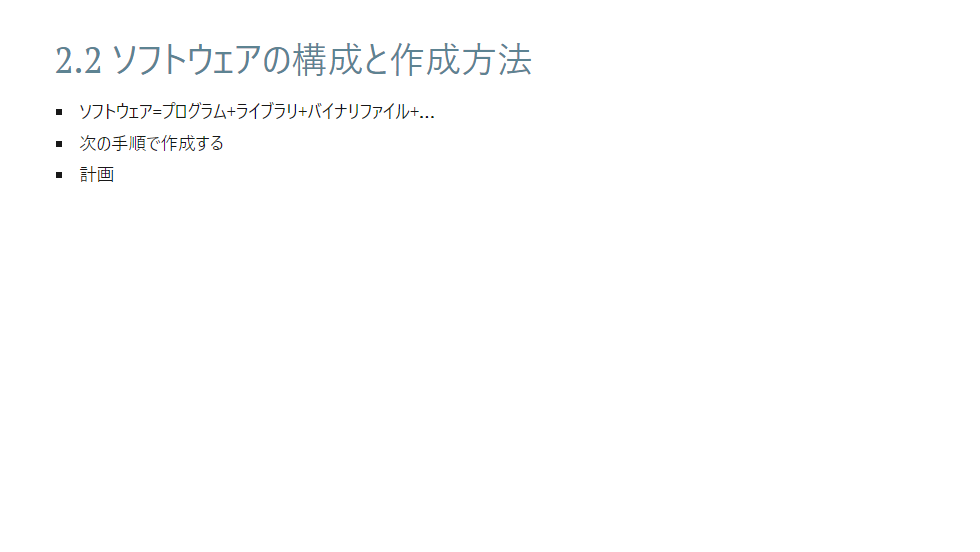 2.2 ソフトウェアの構成と作成方法
▪ ソフトウェア=プログラム+ライブラリ+バイナリファイル+…
▪ 次の手順で作成する
▪ 計画